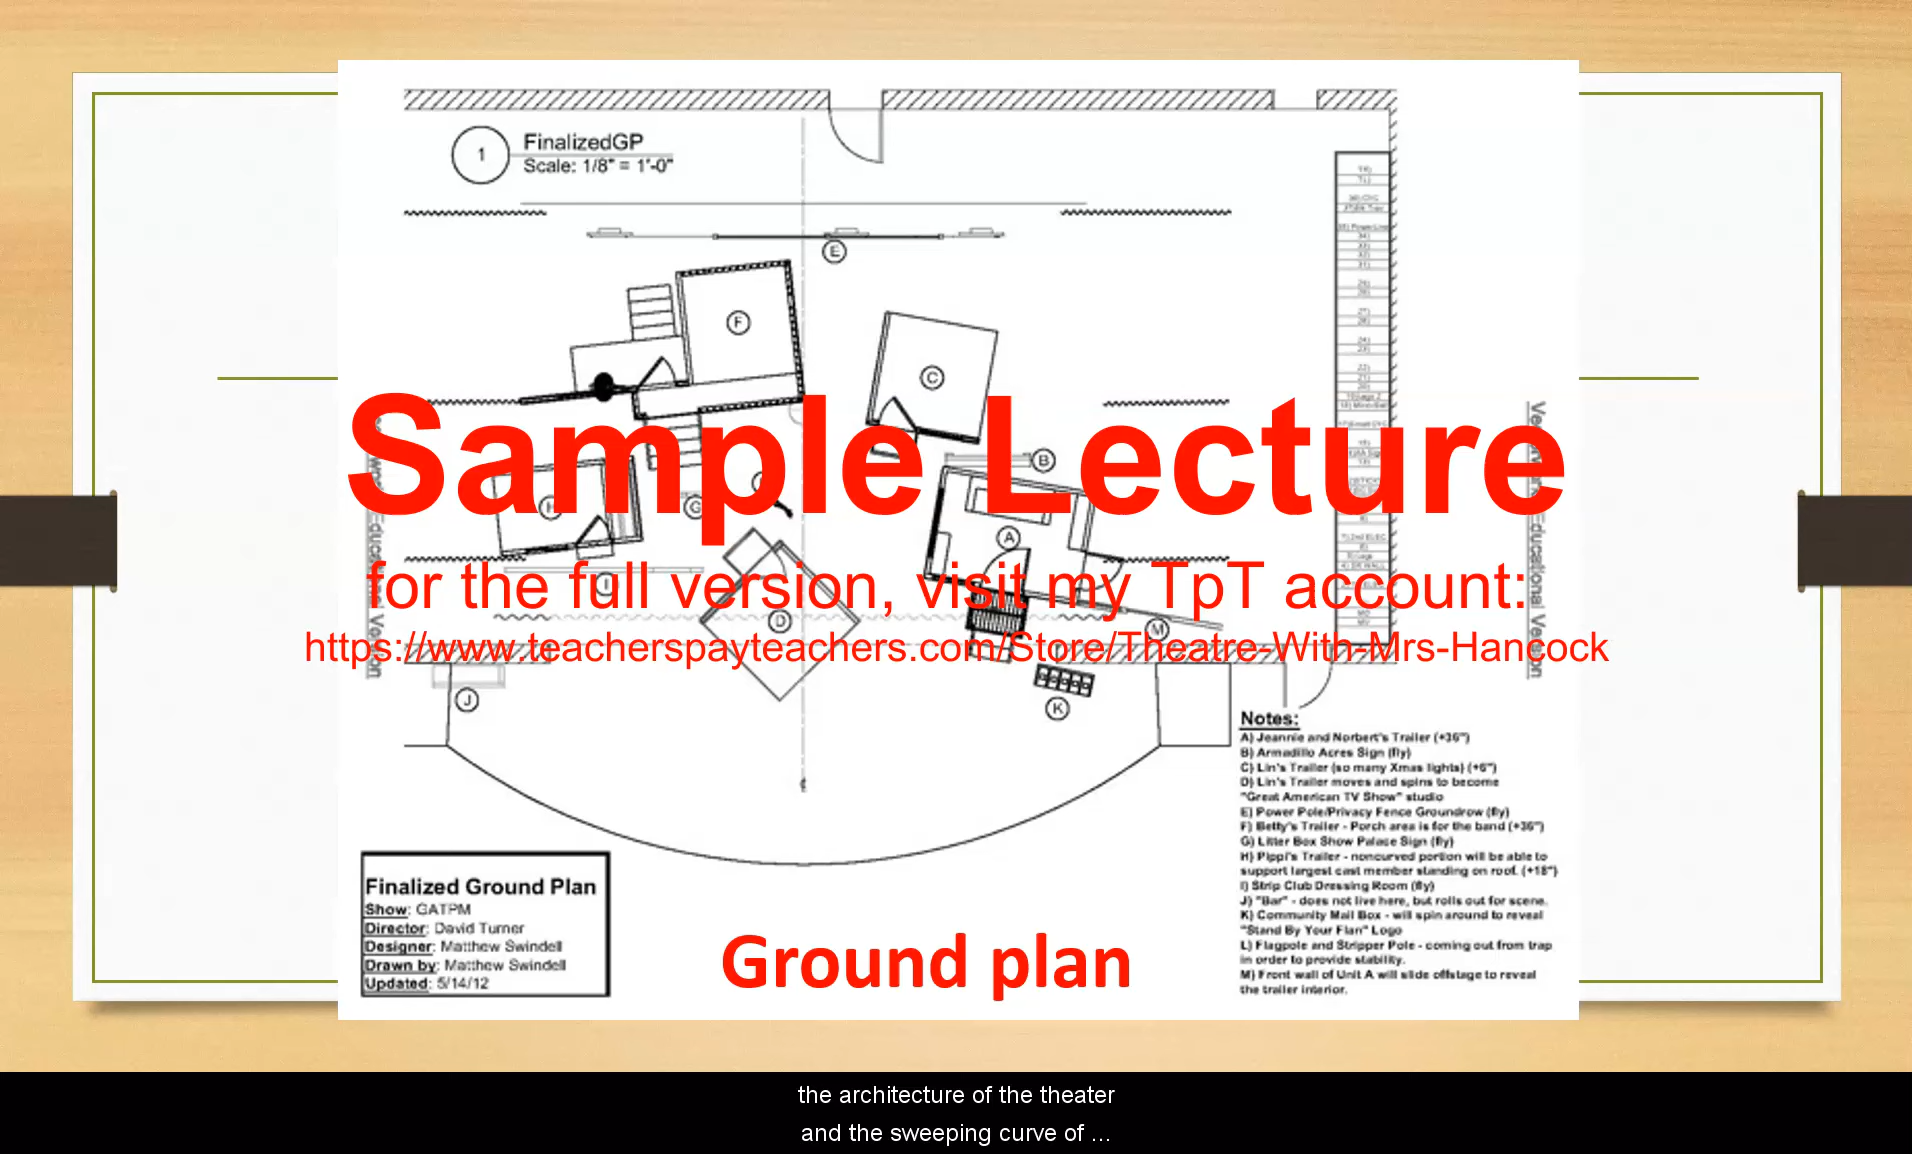 1
FinalizedGP
Scale: 1/8" = 1'-0"
E
F
C
B
Sample Lecture
H
G
A
for the full version, visit my TpT account:
I
D
M
https://www.teacherspayteachers.com/Store/Theatre-With-Mrs-Hancock
J
K
Educational Version
Notes:
A) Jeannie and Norbert's Trailer (+36")
B) Armadillo Acres Sign (fly)
C) Lin's Trailer (so many Xmas lights) (+6")
D) Lin's Trailer moves and spins to become
"Great American TV Show" studio
E) Power Pole/Privacy Fence Groundrow (fly)
F) Betty's Trailer - Porch area is for the band (+36")
G) Litter Box Show Palace Sign (fly)
H) Pippi's Trailer - noncurved portion will be able to
support largest cast member standing on roof. (+18")
I) Strip Club Dressing Room (fly)
J) "Bar" - does not live here, but rolls out for scene.
K) Community Mail Box - will spin around to reveal
"Stand By Your Flan" Logo
L) Flagpole and Stripper Pole - coming out from trap
in order to provide stability.
M) Front wall of Unit A will slide offstage to reveal
the trailer interior.
Finalized Ground Plan
Show: GATPM
Director: David Turner
Designer: Matthew Swindell
Drawn by: Matthew Swindell
Updated: 5/14/12
Ground plan
the architecture of the theater
and the sweeping curve of ...